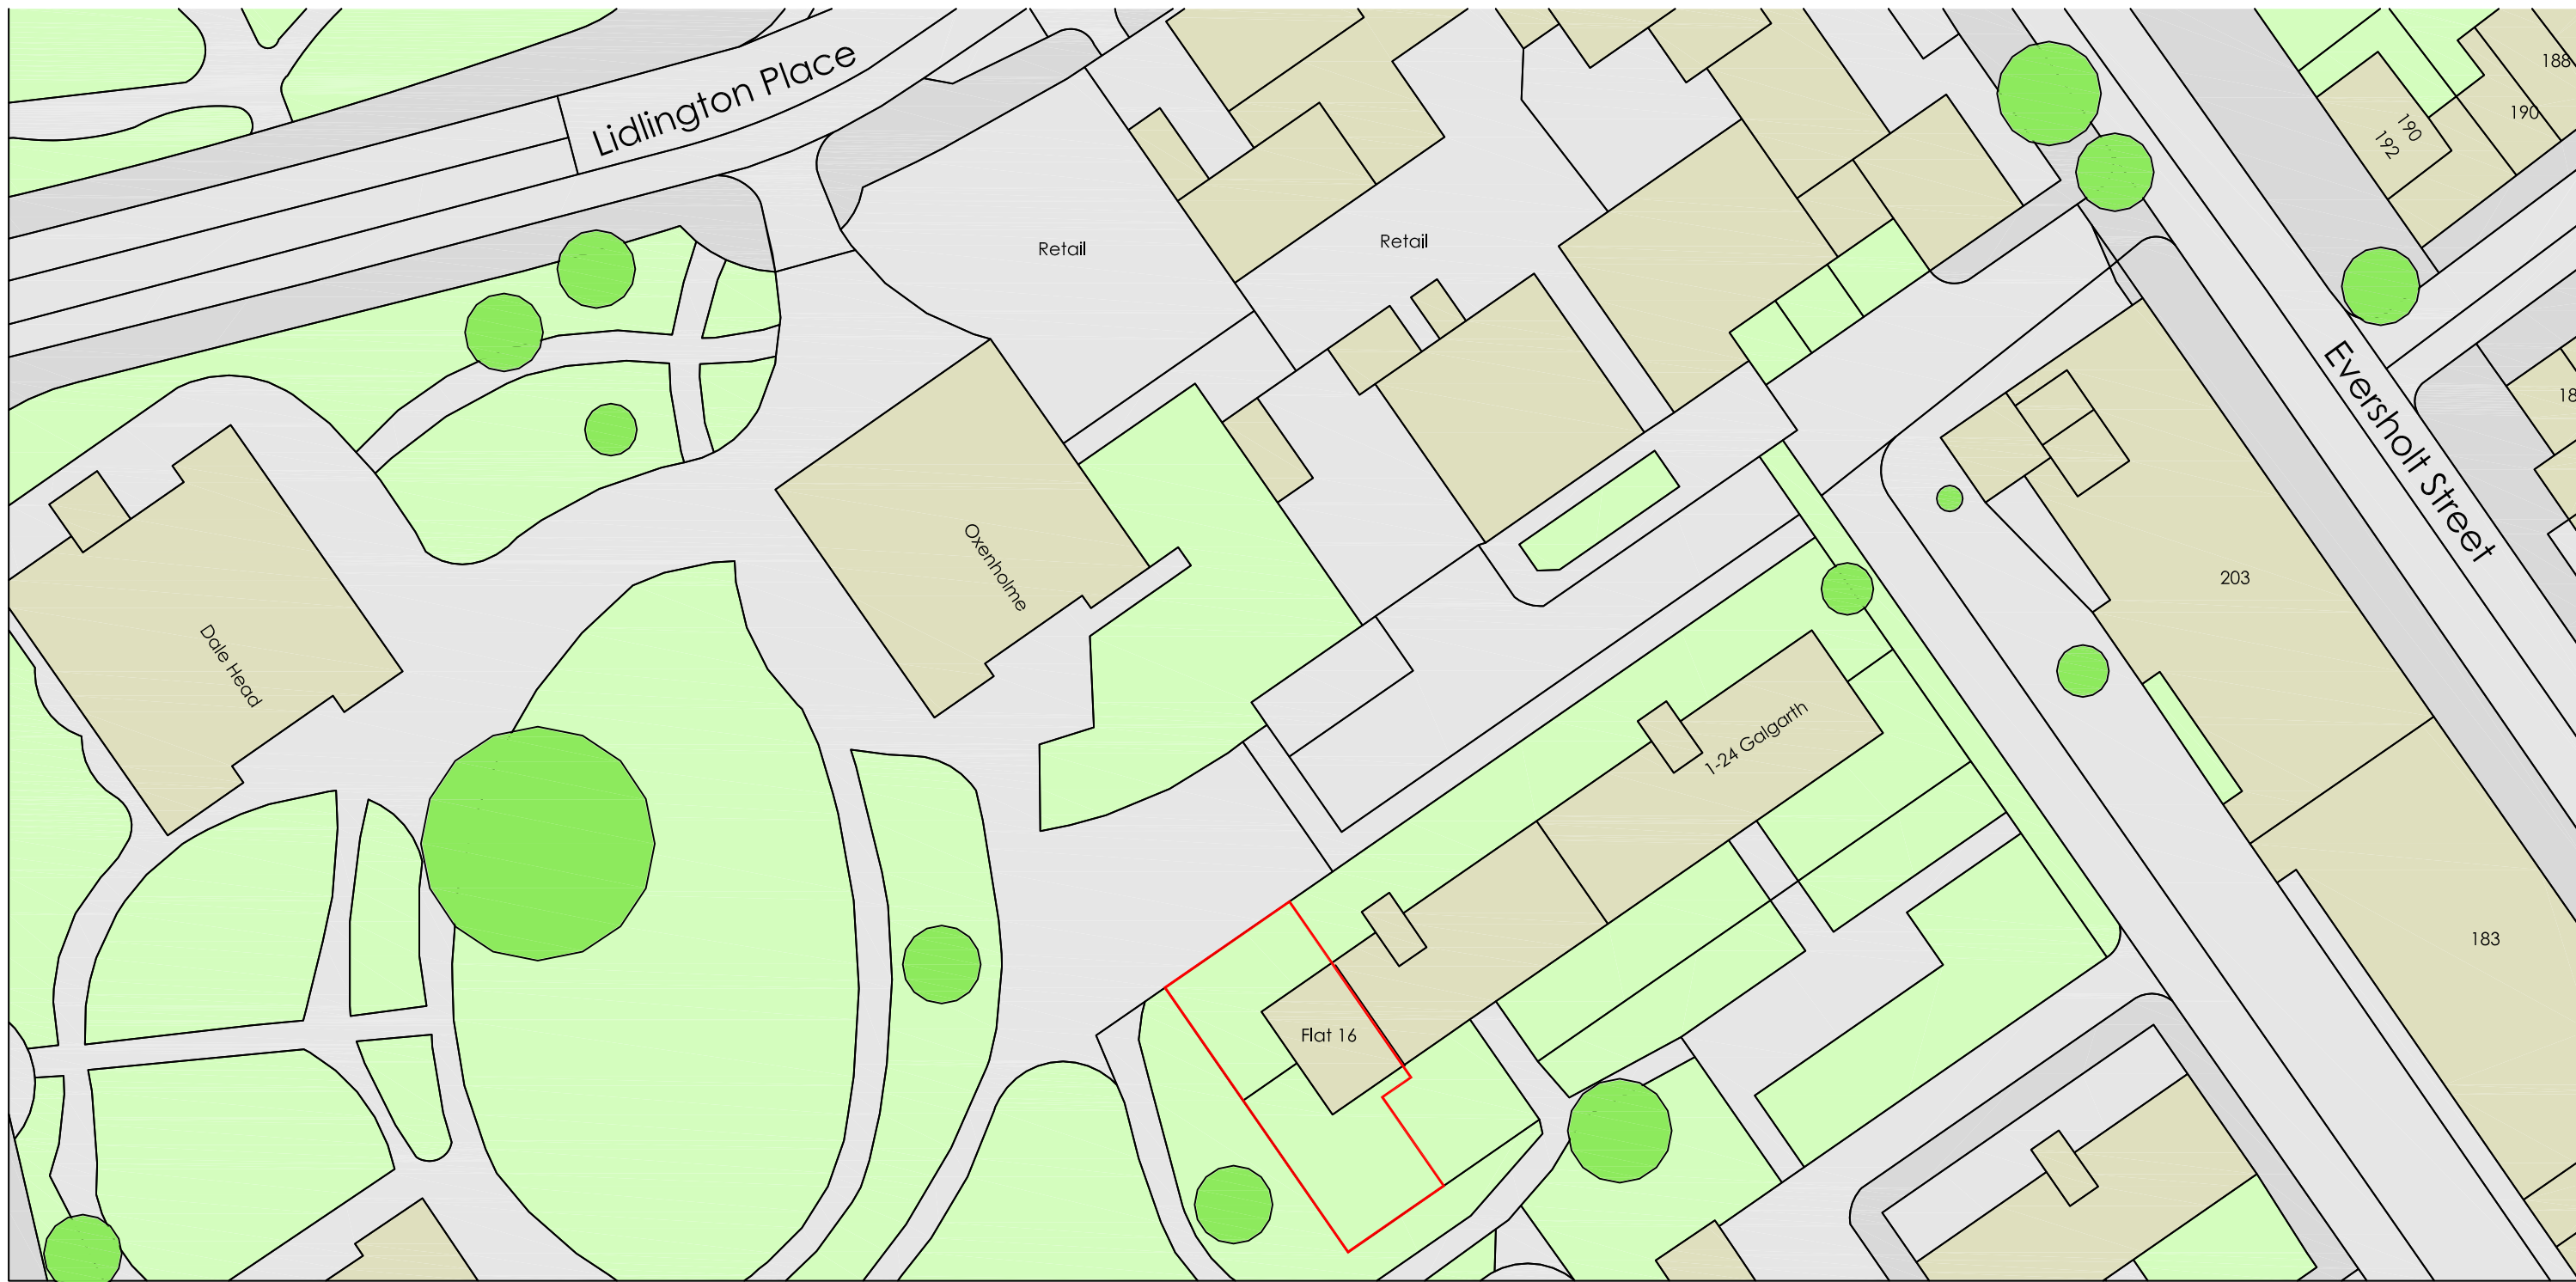 Lidlington Place
188
190
190
192
Retail
Retail
Eversholt Street
18
Oxenholme
203
Dale Head
1-24 Galgarth
183
Flat 16